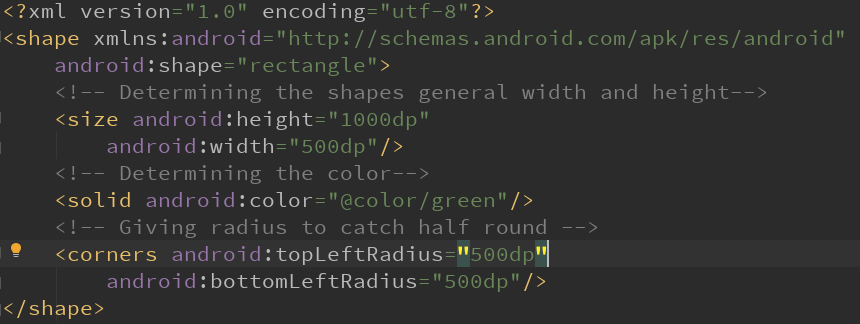 <?xml version="1.0" encoding="utf-8"?>
<shape xmlns:android="http://schemas.android.com/apk/res/android"
    android:shape="rectangle">
    <!-- Determining the shapes general width and height-->
    <size android:height="1000dp"
        android:width="500dp"/>
    <!-- Determining the color-->
    <solid android:color="@color/green"/>
    <!-- Giving radius to catch half round -->
    <corners android:topLeftRadius="500dp"
        android:bottomLeftRadius="500dp"/>
</shape>